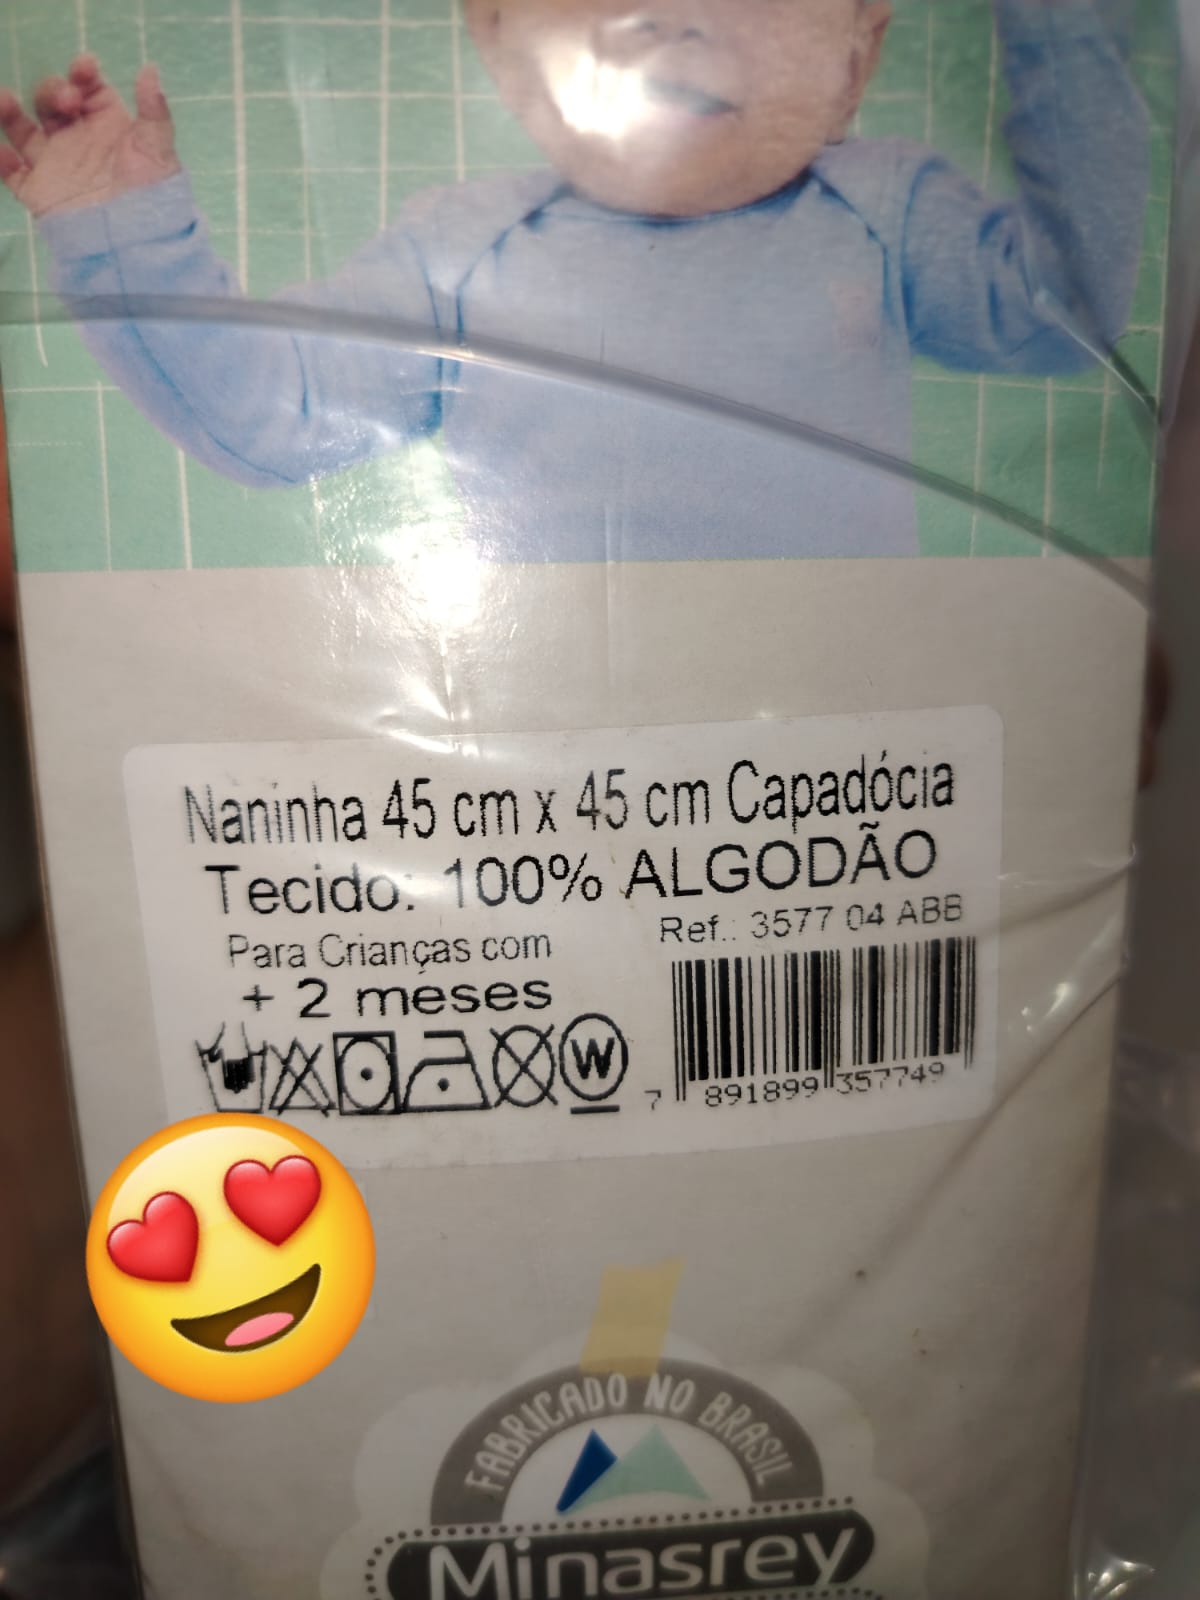 Naninha 45 cm x 45 cm Capadócia
Tecido: 100% ALGODÃO
Ref.: 3577 04 ABB
Para Crianças com
+ 2 meses
W
7 891899 357749
FABRICADO NO BRASIL
Minasrey